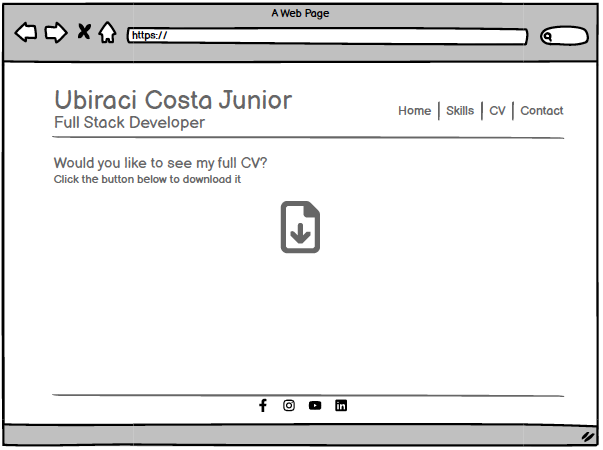 A Web Page
https://
Ubiraci Costa Junior
Full Stack Developer
Home | Skills | CV | Contact
Would you like to see my full CV?
Click the button below to download it